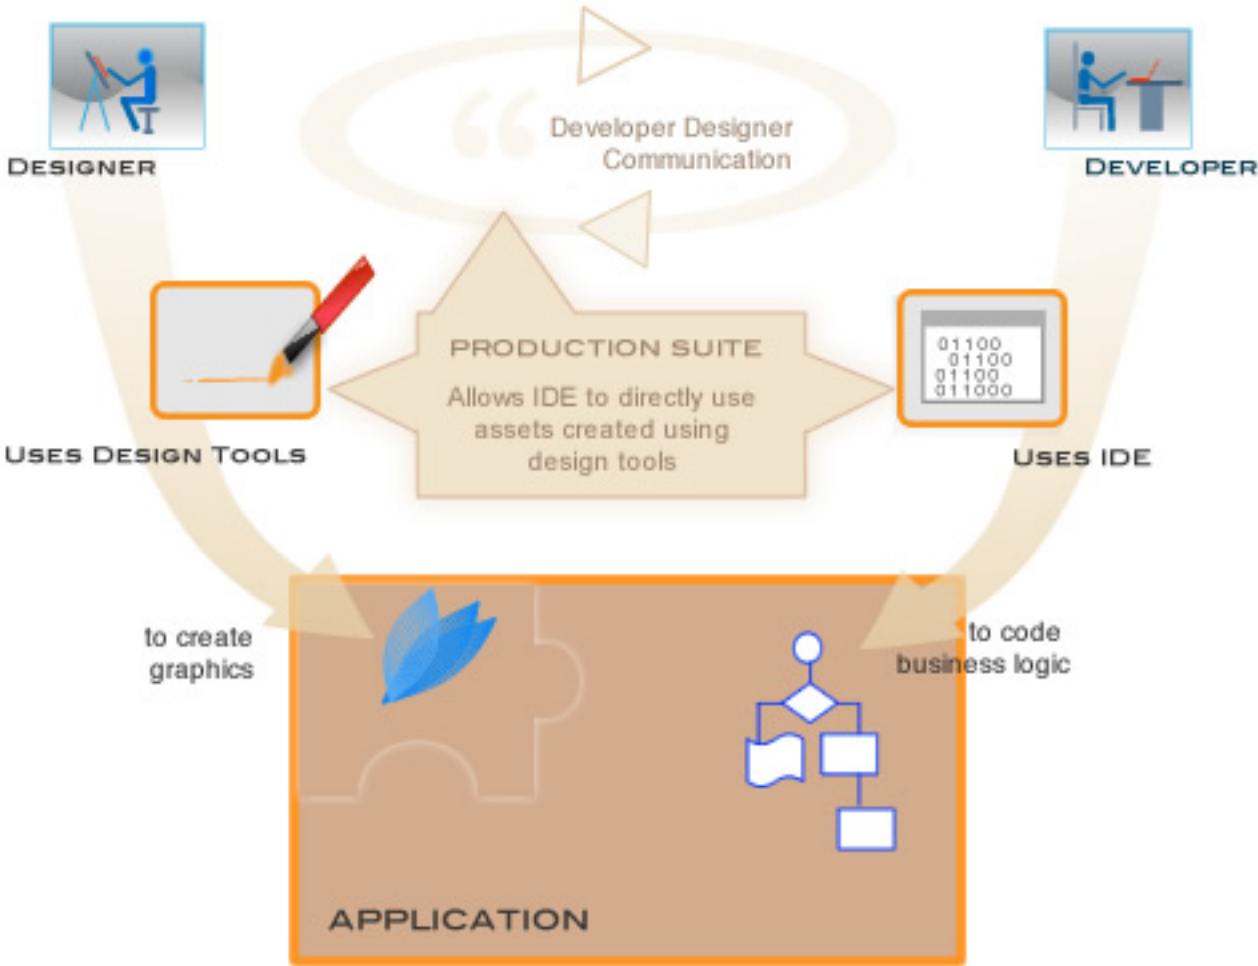 Developer Designer
Communication
DESIGNER
DEVELOPER
PRODUCTION SUITE
Allows IDE to directly use
assets created using
design tools
01100
01100
01100
011000
USES DESIGN TOOLS
USES IDE
to create
graphics
to code
business logic
APPLICATION